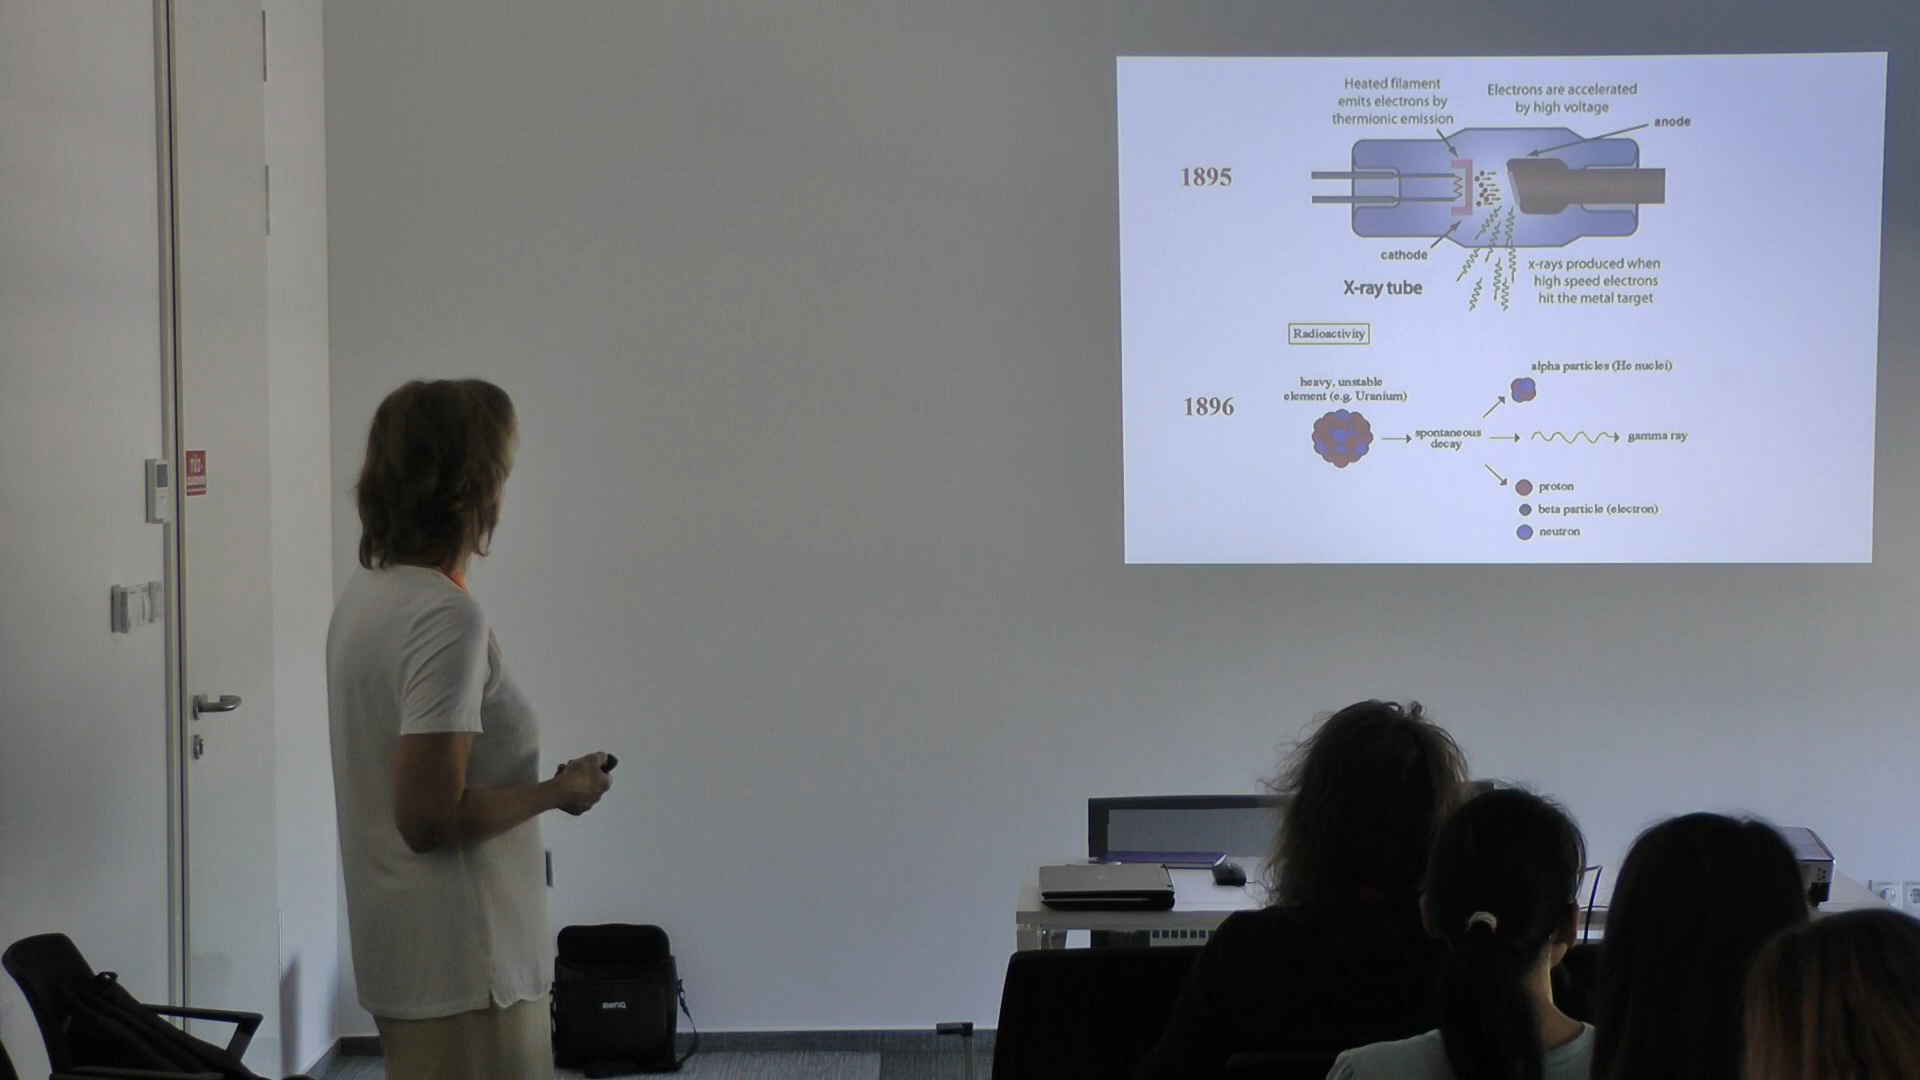 Heated filament
emits electrons by
thermionic emission
Electrons are accelerated
by high voltage
anode
1895
cathode
X-ray tube
x-rays produced when
high speed electrons
hit the metal target
Radioactivity
1896
heavy, unstable
element (e.g. Uranium)
spontaneous
decay
alpha particles (He nuclei)
gamma ray
proton
beta particle (electron)
neutron
BenQ